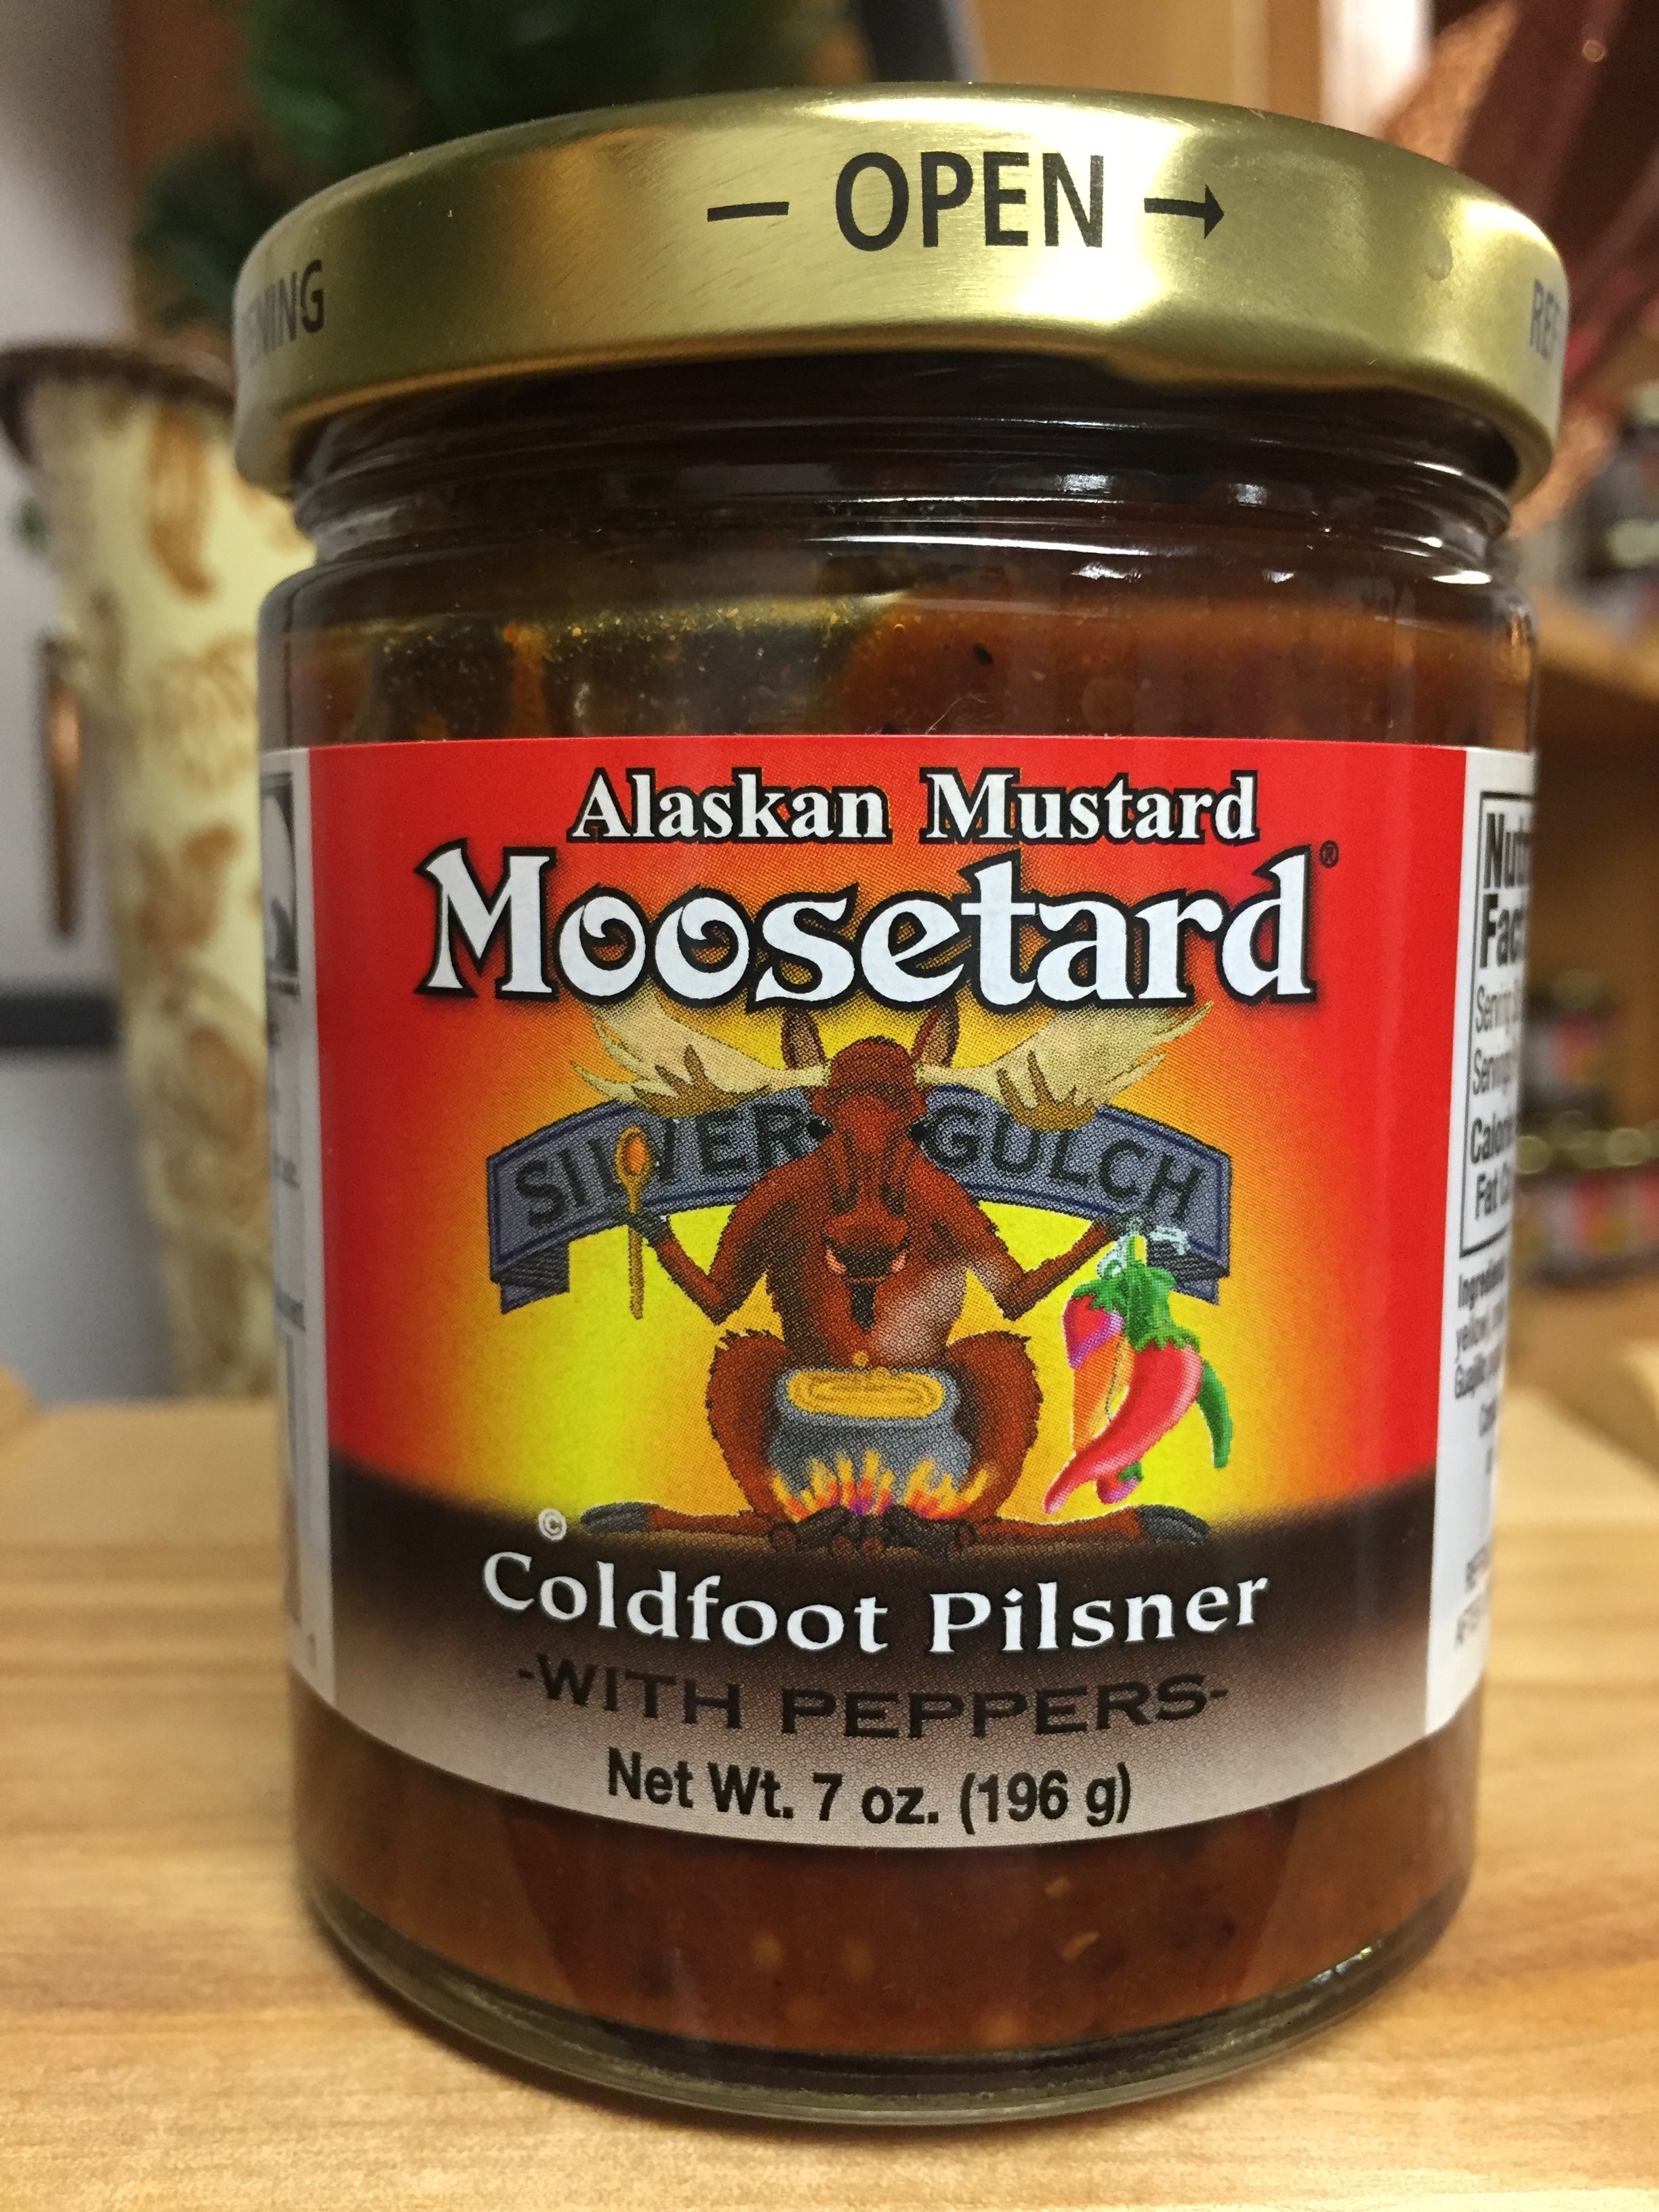 — OPEN →
Alaskan Mustard
Moosetard®
SILVER GULCH
©
Coldfoot Pilsner
-WITH PEPPERS-
Net Wt. 7 oz. (196 g)